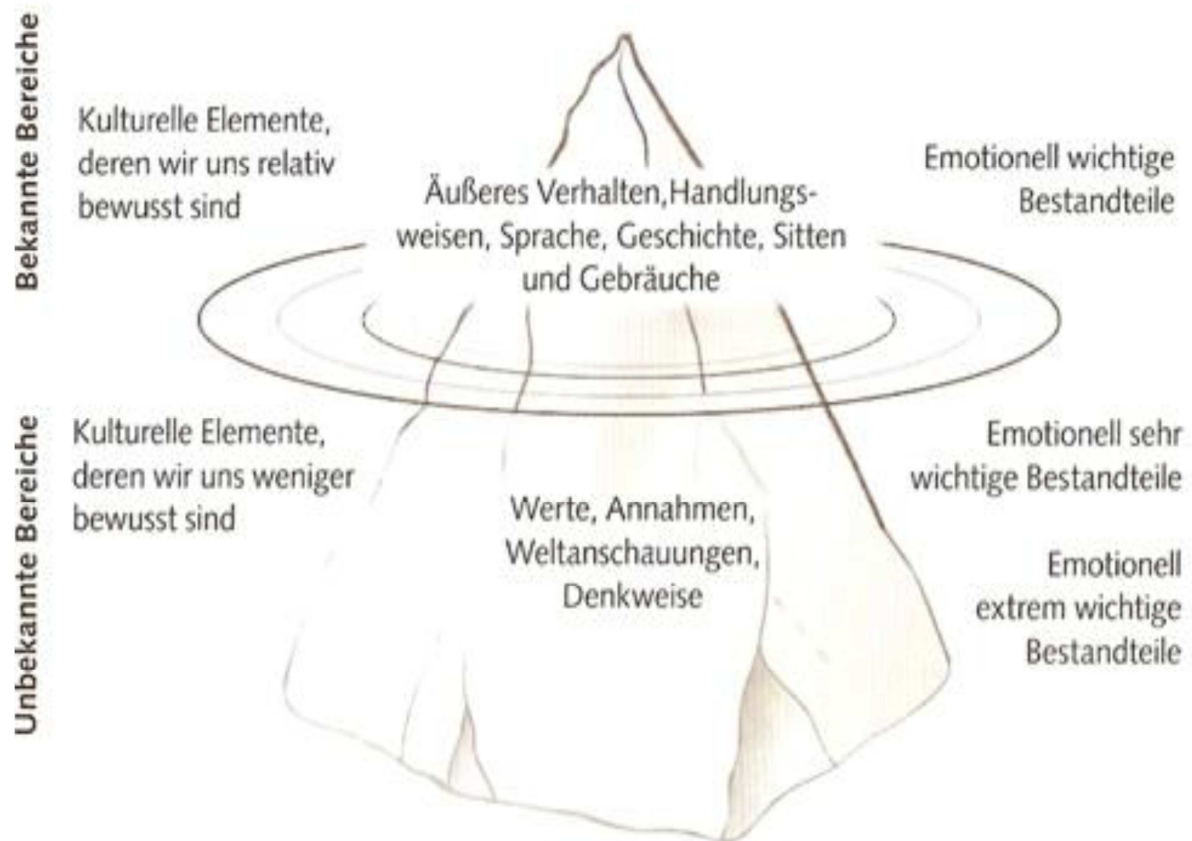 Bekannte Bereiche
Kulturelle Elemente,
deren wir uns relativ
bewusst sind
Äußeres Verhalten,Handlungs-
weisen, Sprache, Geschichte, Sitten
und Gebräuche
Emotionell wichtige
Bestandteile
Unbekannte Bereiche
Kulturelle Elemente,
deren wir uns weniger
bewusst sind
Werte, Annahmen,
Weltanschauungen,
Denkweise
Emotionell sehr
wichtige Bestandteile
Emotionell
extrem wichtige
Bestandteile